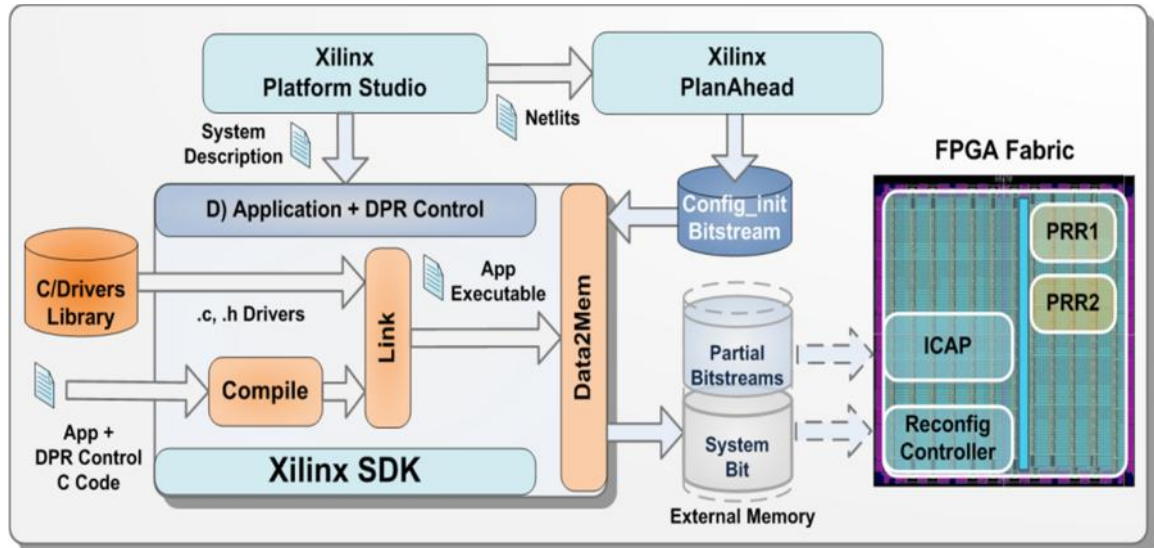 Xilinx
Platform Studio
Xilinx
PlanAhead
Netlits
System
Description
FPGA Fabric
D) Application + DPR Control
Config_init
Bitstream
PRR1
C/Drivers
Library
App
Executable
PRR2
.c, .h Drivers
Link
Data2Mem
Partial
Bitstreams
ICAP
Compile
App +
DPR Control
C Code
System
Bit
Reconfig
Controller
Xilinx SDK
External Memory